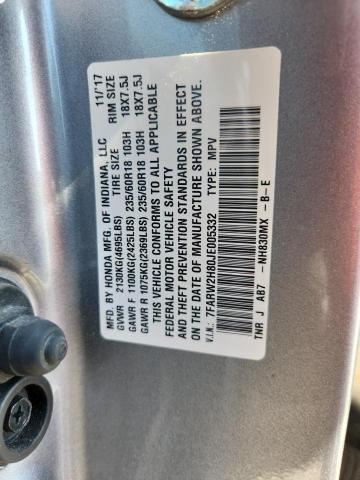 MFD. BY HONDA MFG. OF INDIANA, LLC 11/'17
GVWR 2130KG(4695LBS) TIRE SIZE RIM SIZE
GAWR F 1100KG(2425LBS) 235/60R18 103H 18X7.5J
GAWR R 1075KG(2369LBS) 235/60R18 103H 18X7.5J
THIS VEHICLE CONFORMS TO ALL APPLICABLE
FEDERAL MOTOR VEHICLE SAFETY
AND THEFT PREVENTION STANDARDS IN EFFECT
ON THE DATE OF MANUFACTURE SHOWN ABOVE.
V.I.N.: 7FARW2H80JE005332 TYPE: MPV
TNR J AB7 -NH830MX -B-E